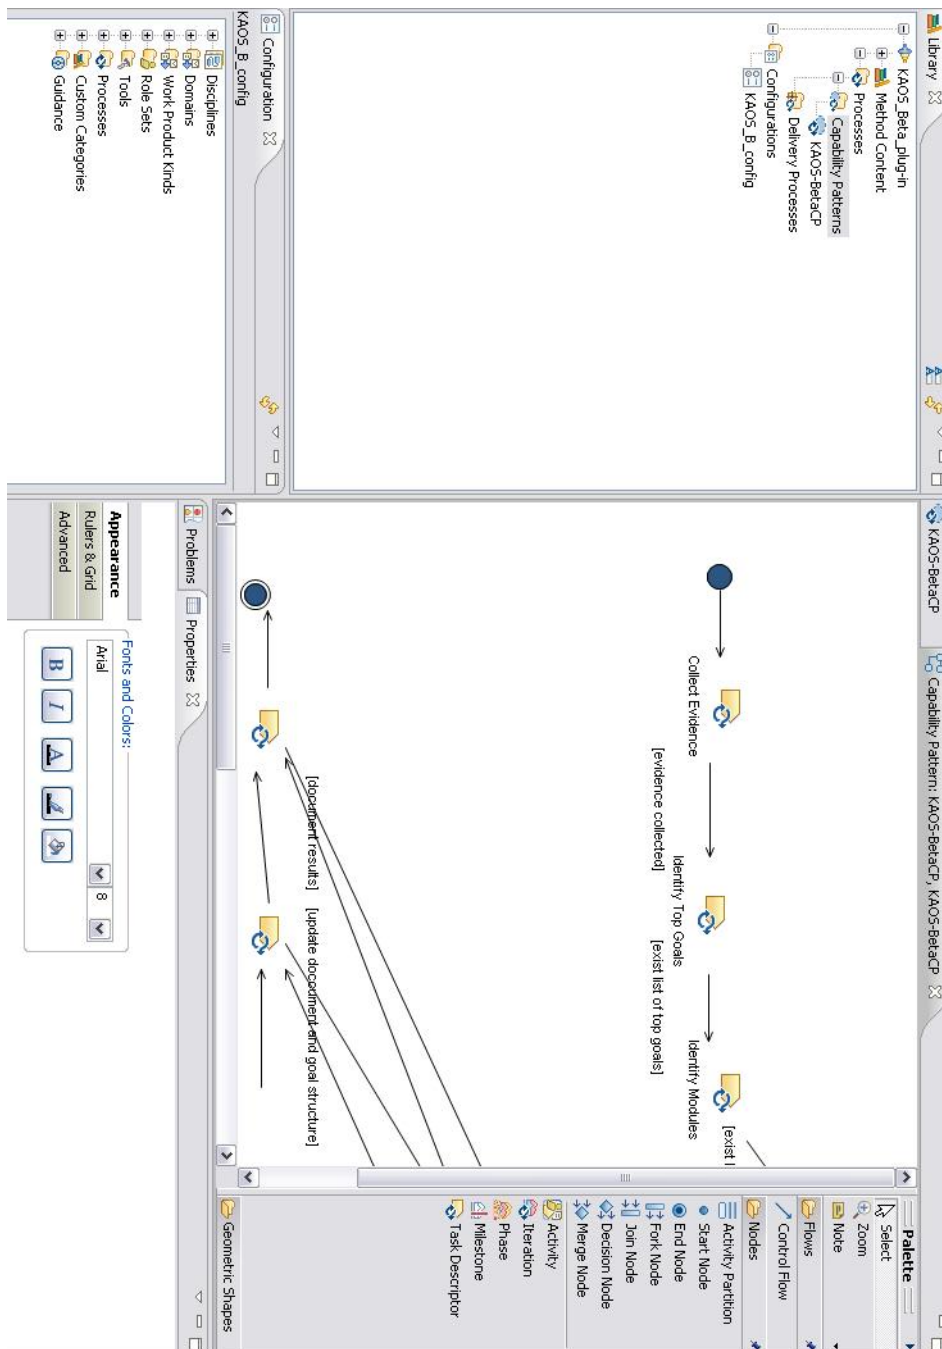 Library
KAOS_Beta_plug-in
Method Content
Processes
Capability Patterns
KAOS-BetaCP
Delivery Processes
Configurations
KAOS_B_config
Configuration
KAOS_B_config
Disciplines
Domains
Work Product Kinds
Role Sets
Tools
Processes
Custom Categories
Guidance
KAOS-BetaCP
Capability Pattern: KAOS-BetaCP, KAOS-BetaCP
Collect Evidence
[evidence collected]
Identify Top Goals
[exist list of top goals]
Identify Modules
[exist l
[document results]
[update docodment and goal structure]
Palette
Select
Zoom
Note
Flows
Control Flow
Nodes
Activity Partition
Start Node
End Node
Fork Node
Join Node
Decision Node
Merge Node
Activity
Iteration
Phase
Milestone
Task Descriptor
Geometric Shapes
Problems
Properties
Appearance
Rulers & Grid
Advanced
Fonts and Colors:
Arial
8
B
I
A